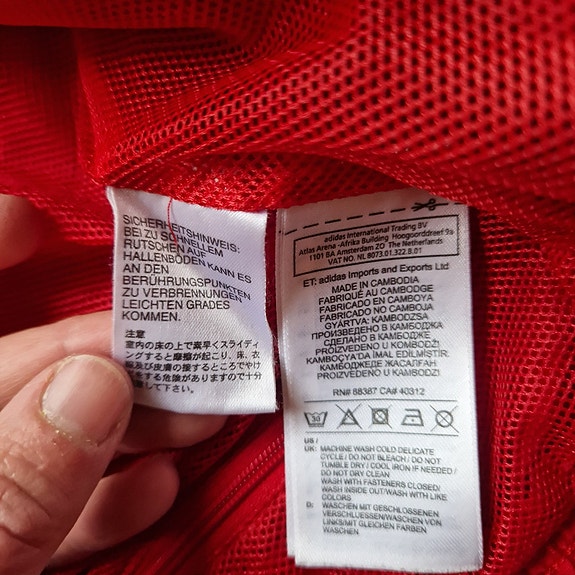 SICHERHEITSHINWEIS:
BEI ZU SCHNELLEM
RUTSCHEN AUF
HALLENBÖDEN KANN ES
AN DEN
BERÜHRUNGSPUNKTEN
ZU VERBRENNUNGEN
LEICHTEN GRADES
KOMMEN.
注意
室内の床の上で素早くスライディ
ングすると摩擦が起こり、床、衣
及び皮膚の接するところでやけ
する危険がありますので十分
意して下さい。
adidas International Trading BV
Atlas Arena -Afrika Building Hoogoorddreef 9a
1101 BA Amsterdam ZO The Netherlands
VAT NO. NL 8073.01.322.B.01
ET: adidas Imports and Exports Ltd
MADE IN CAMBODIA
FABRIQUÉ AU CAMBODGE
FABRICADO EN CAMBOYA
FABRICADO NO CAMBOJA
GYÁRTVA: KAMBODZSA
ПРОИЗВЕДЕНО В КАМБОДЖА
СДЕЛАНО В КАМБОДЖЕ
PROIZVEDENO U KOMBODŽI
KAMBOÇYA'DA İMAL EDİLMİŞTİR.
КАМБОДЖЕДЕ ЖАСАЛҒАН
PROIZVEDENO U KOMBODŽI
RN# 88387 CA# 40312
30
US /
UK: MACHINE WASH COLD DELICATE
CYCLE / DO NOT BLEACH / DO NOT
TUMBLE DRY / COOL IRON IF NEEDED /
DO NOT DRY CLEAN
WASH WITH FASTENERS CLOSED/
WASH INSIDE OUT/WASH WITH LIKE
COLORS
D: WASCHEN MIT GESCHLOSSENEN
VERSCHLUESSEN/WASCHEN VON
LINKS/MIT GLEICHEN FARBEN
WASCHEN